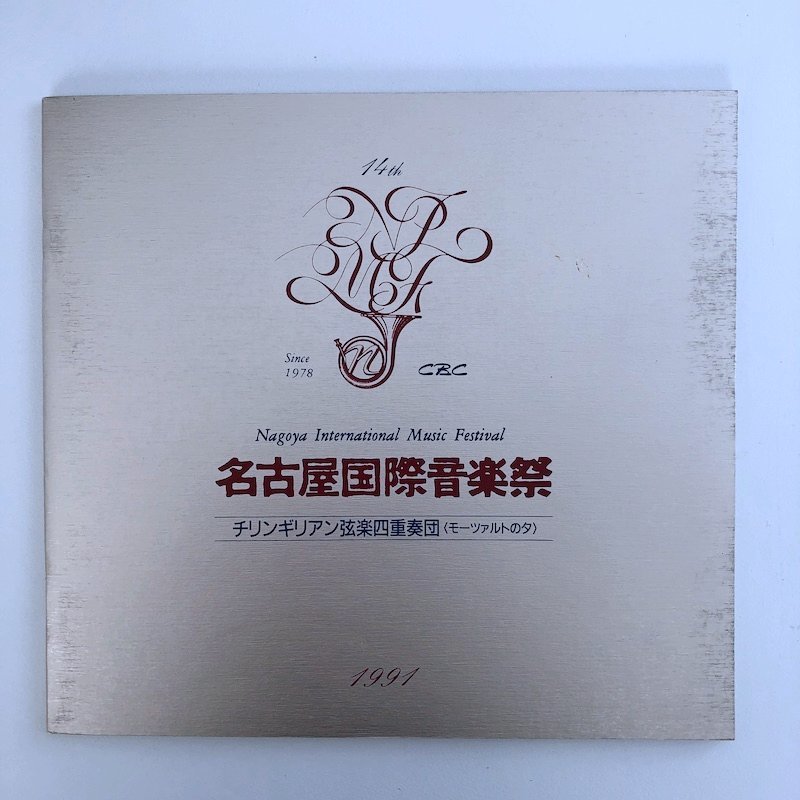 14th
NI
MF
n
Since
1978
CBC
Nagoya International Music Festival
名古屋国際音楽祭
チリンギリアン弦楽四重奏団〈モーツァルトの夕〉
1991